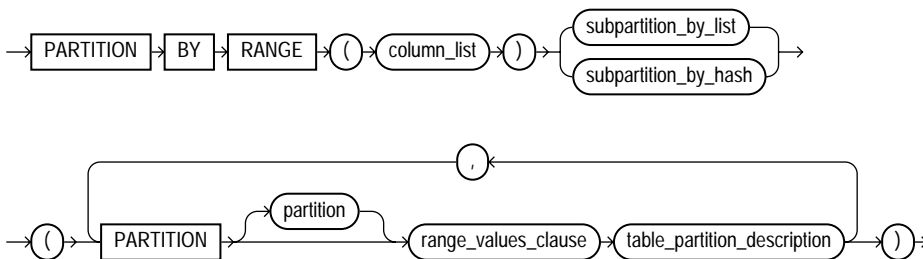 subpartition_by_list
PARTITION BY RANGE ( column_list )
subpartition_by_hash
,
partition
( PARTITION range_values_clause table_partition_description )